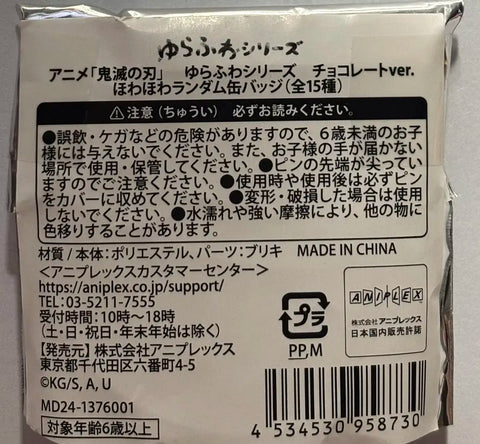 ゆらふわシリーズ
アニメ「鬼滅の刃」 ゆらふわシリーズ チョコレートver.
ほわほわランダム缶バッジ（全15種）
⚠ 注意（ちゅうい） 必ずお読みください。
●誤飲・ケガなどの危険がありますので、6歳未満のお子
様には与えないでください。また、お子様の手が届かない
場所で使用・保管してください。●ピンの先端が尖ってい
ますのでご注意ください。●使用時や使用後は必ずピン
をカバーに収めてください。●変形・破損した場合は使用
しないでください。●水濡れや強い摩擦により、他の物に
色移りすることがあります。
材質／本体：ポリエステル、パーツ：ブリキ MADE IN CHINA
＜アニプレックスカスタマーセンター＞
https://aniplex.co.jp/support/
TEL：03-5211-7555
受付時間：10時～18時
（土・日・祝日・年末年始は除く）
【発売元】株式会社アニプレックス
東京都千代田区六番町4-5
©KG/S, A, U
プラ
PP,M
ANIPLEX
株式会社アニプレックス
日本国内販売許諾
MD24-1376001
対象年齢6歳以上
4 534530 958730